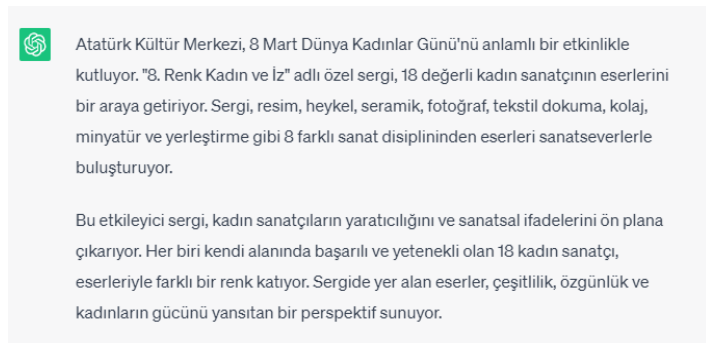 Atatürk Kültür Merkezi, 8 Mart Dünya Kadınlar Günü'nü anlamlı bir etkinlikle
kutluyor. "8. Renk Kadın ve İz" adlı özel sergi, 18 değerli kadın sanatçının eserlerini
bir araya getiriyor. Sergi, resim, heykel, seramik, fotoğraf, tekstil dokuma, kolaj,
minyatür ve yerleştirme gibi 8 farklı sanat disiplininden eserleri sanatseverlerle
buluşturuyor.
Bu etkileyici sergi, kadın sanatçıların yaratıcılığını ve sanatsal ifadelerini ön plana
çıkarıyor. Her biri kendi alanında başarılı ve yetenekli olan 18 kadın sanatçı,
eserleriyle farklı bir renk katıyor. Sergide yer alan eserler, çeşitlilik, özgünlük ve
kadınların gücünü yansıtan bir perspektif sunuyor.